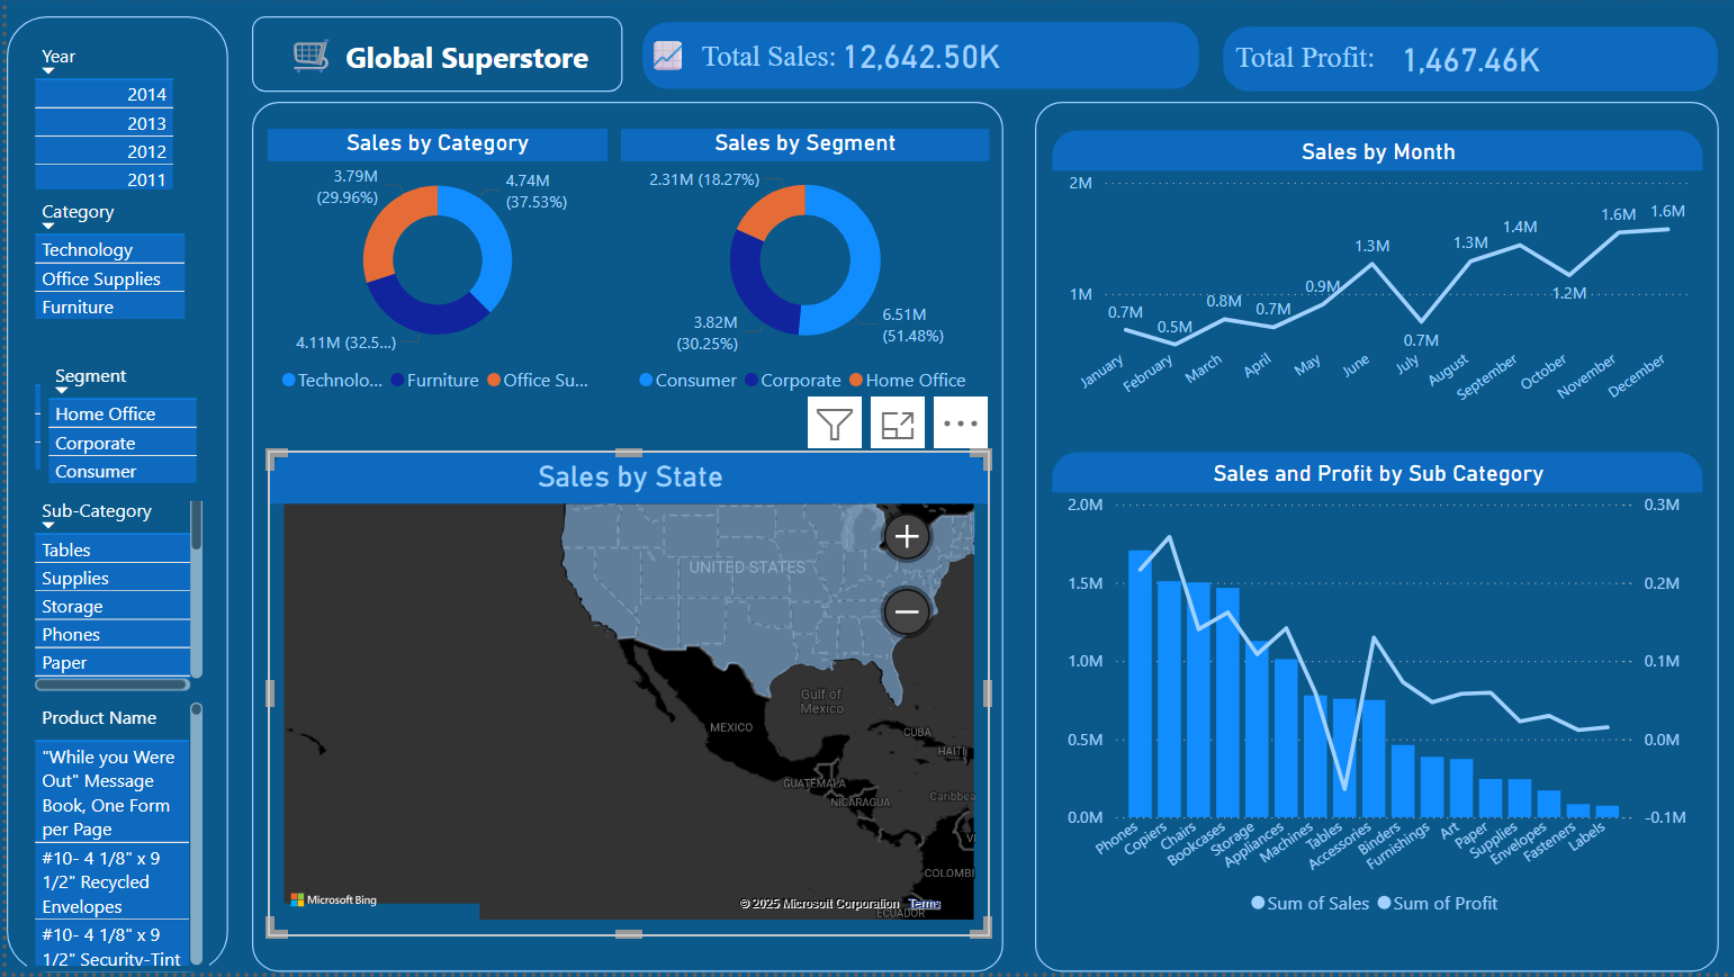 Year
2014
2013
2012
2011
Category
Technology
Office Supplies
Furniture
Segment
Home Office
Corporate
Consumer
Sub-Category
Tables
Supplies
Storage
Phones
Paper
Product Name
"While you Were
Out" Message
Book, One Form
per Page
#10- 4 1/8" x 9
1/2" Recycled
Envelopes
#10- 4 1/8" x 9
1/2" Security-Tint
Global Superstore
Total Sales: 12,642.50K
Total Profit: 1,467.46K
Sales by Category
3.79M
(29.96%)
4.74M
(37.53%)
4.11M (32.5...)
Technolo... Furniture Office Su...
Sales by Segment
2.31M (18.27%)
3.82M
(30.25%)
6.51M
(51.48%)
Consumer Corporate Home Office
Sales by State
UNITED STATES
Gulf of
Mexico
MEXICO
CUBA
HAITI
GUATEMALA
NICARAGUA
Caribbea
VE
COLOMBI
ECUADOR
Microsoft Bing
© 2025 Microsoft Corporation Terms
Sales by Month
2M
1M
0.7M
0.5M
0.8M
0.7M
0.9M
1.3M
0.7M
1.3M
1.4M
1.2M
1.6M
1.6M
January
February
March
April
May
June
July
August
September
October
November
December
Sales and Profit by Sub Category
2.0M
1.5M
1.0M
0.5M
0.0M
0.3M
0.2M
0.1M
0.0M
-0.1M
Phones
Copiers
Chairs
Bookcases
Storage
Appliances
Machines
Tables
Accessories
Binders
Furnishings
Art
Paper
Supplies
Envelopes
Fasteners
Labels
Sum of Sales Sum of Profit